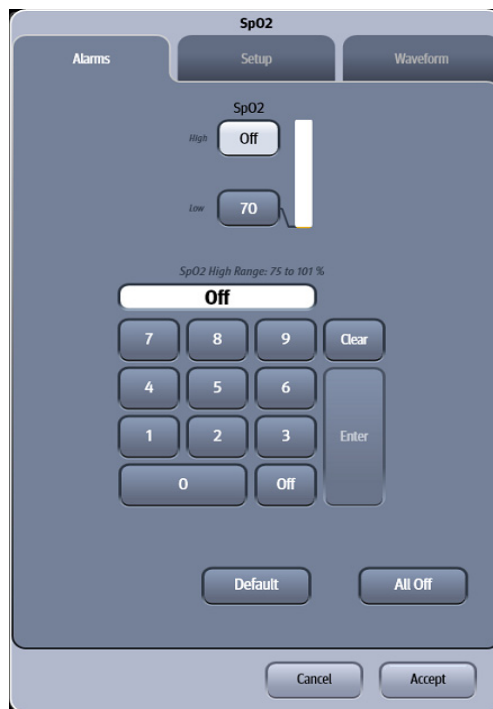 SpO2
Alarms Setup Waveform
SpO2
High Off
Low 70
SpO2 High Range: 75 to 101 %
Off
7 8 9 Clear
4 5 6
1 2 3 Enter
0 Off
Default All Off
Cancel Accept